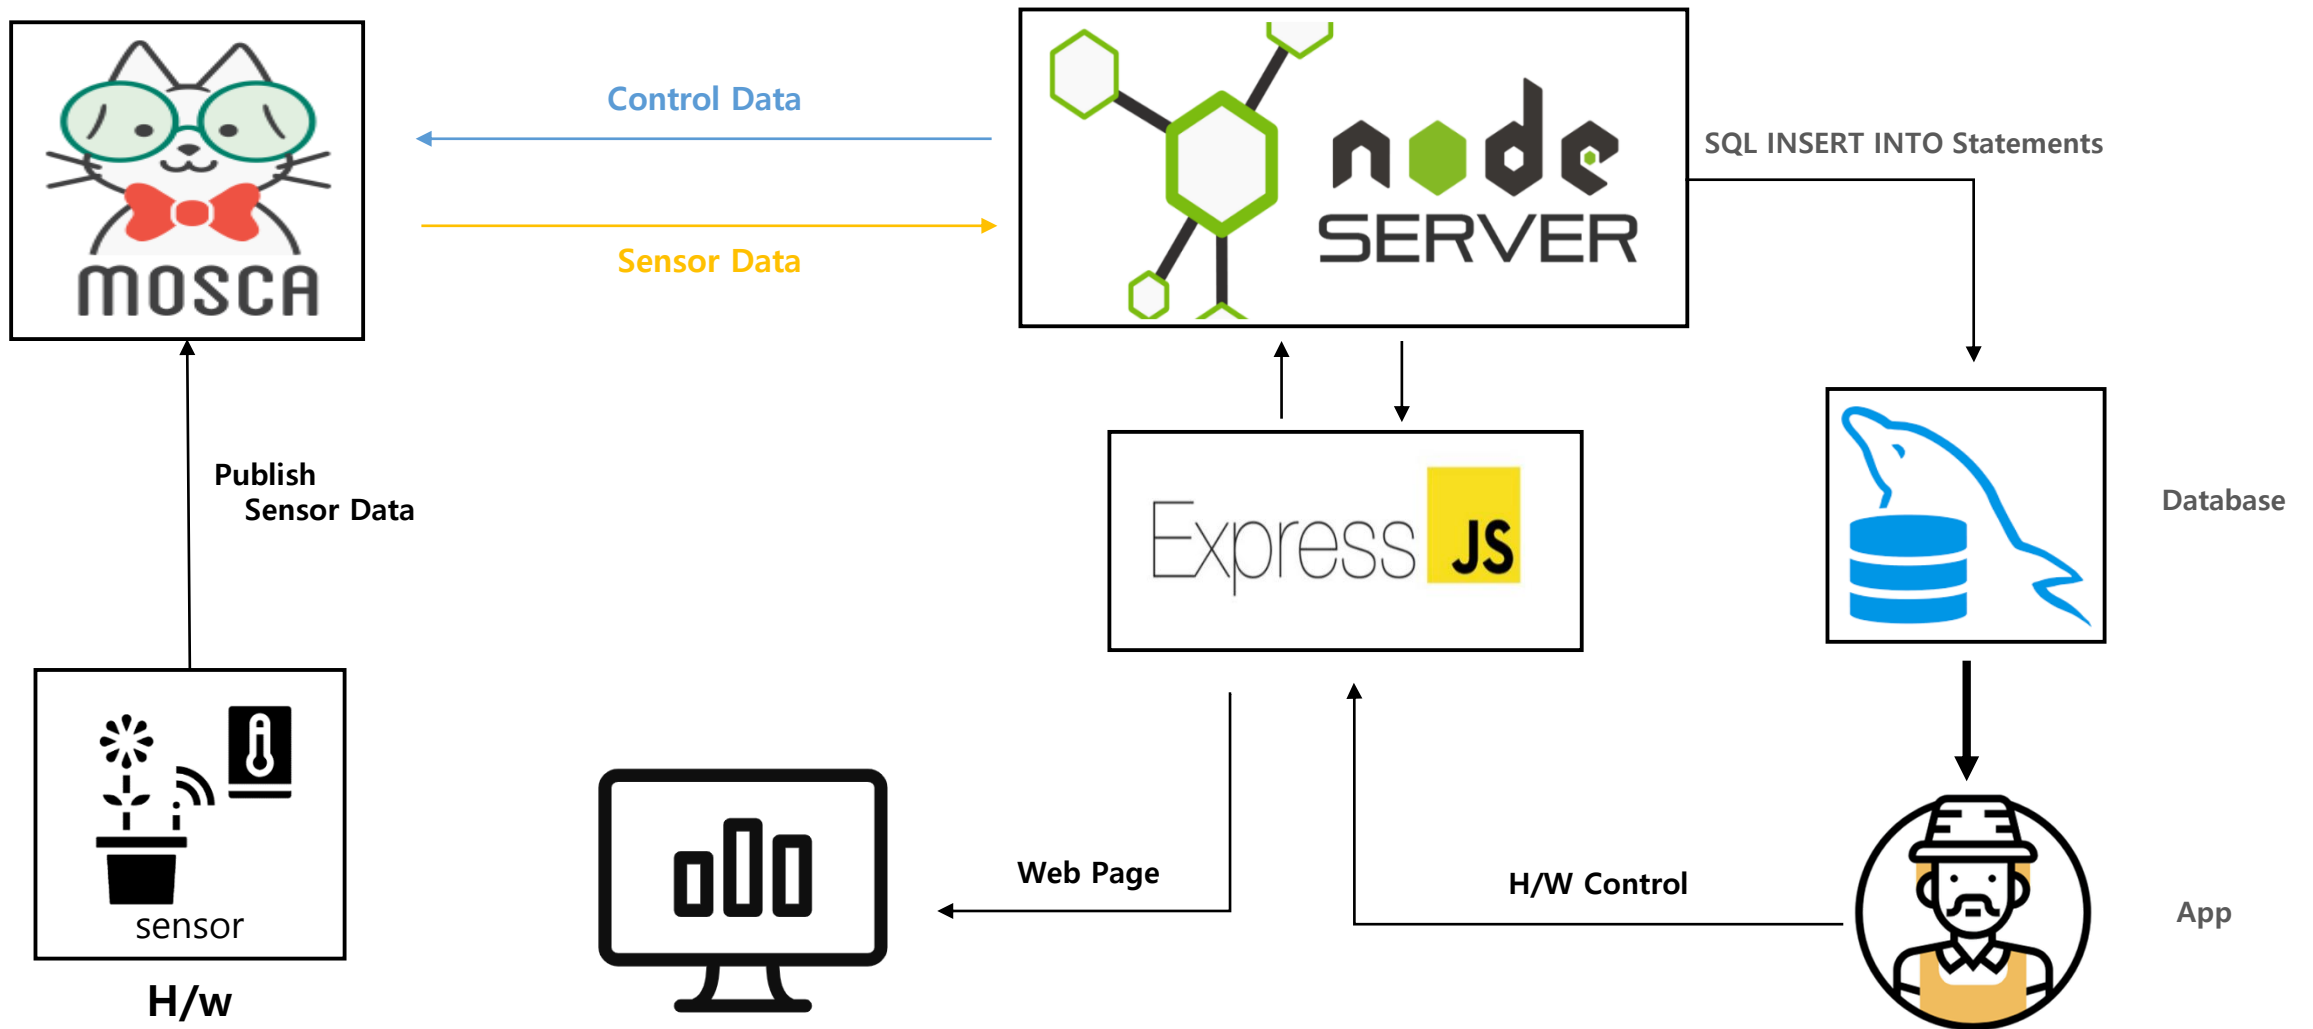 Control Data
Sensor Data
mosca
node
SERVER
SQL INSERT INTO Statements
Publish
Sensor Data
Express
JS
Database
sensor
H/w
Web Page
H/W Control
App